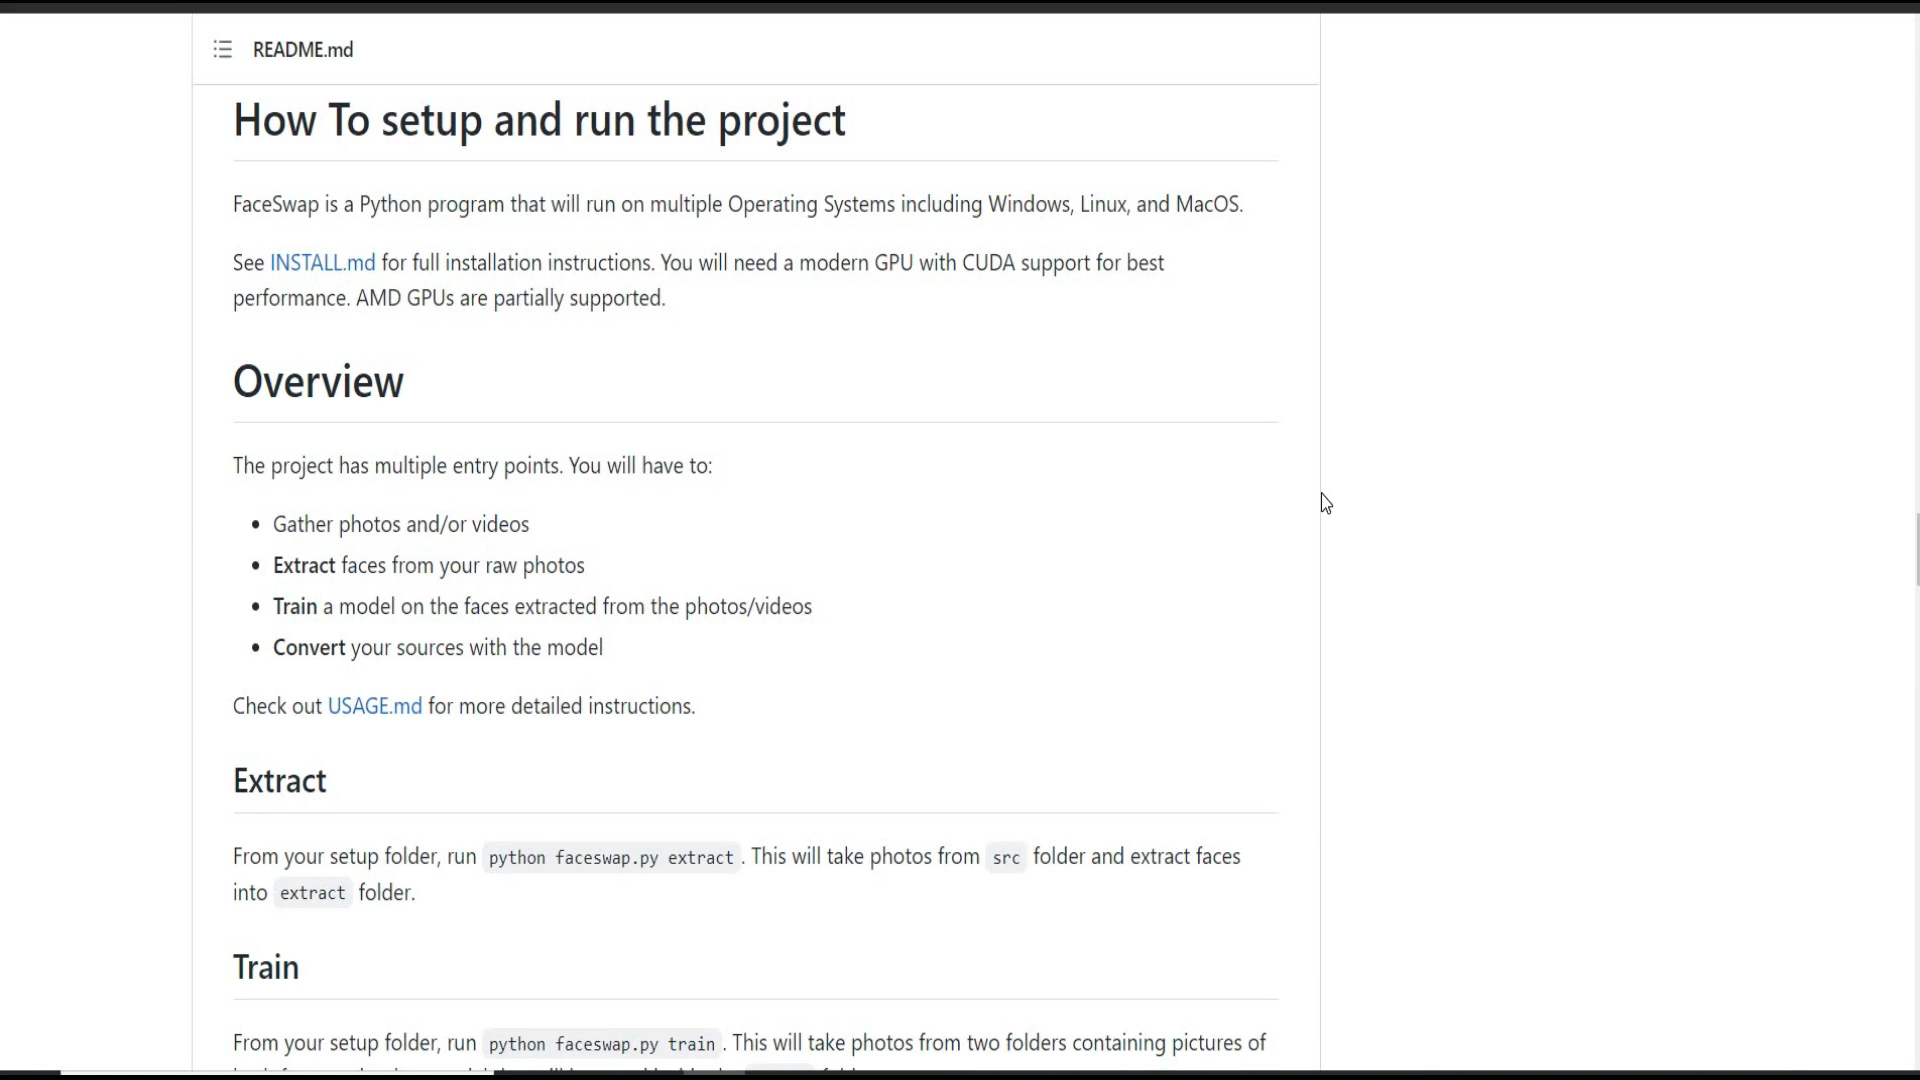 README.md
How To setup and run the project
FaceSwap is a Python program that will run on multiple Operating Systems including Windows, Linux, and MacOS.
See INSTALL.md for full installation instructions. You will need a modern GPU with CUDA support for best
performance. AMD GPUs are partially supported.
Overview
The project has multiple entry points. You will have to:
• Gather photos and/or videos
• Extract faces from your raw photos
• Train a model on the faces extracted from the photos/videos
• Convert your sources with the model
Check out USAGE.md for more detailed instructions.
Extract
From your setup folder, run python faceswap.py extract. This will take photos from src folder and extract faces
into extract folder.
Train
From your setup folder, run python faceswap.py train. This will take photos from two folders containing pictures of